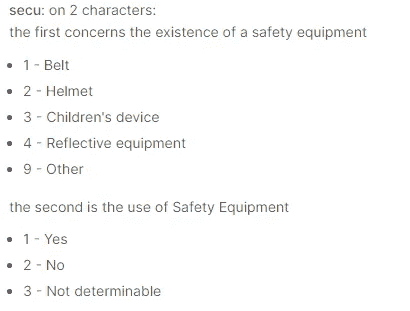 secu: on 2 characters:
the first concerns the existence of a safety equipment
• 1 - Belt
• 2 - Helmet
• 3 - Children's device
• 4 - Reflective equipment
• 9 - Other
the second is the use of Safety Equipment
• 1 - Yes
• 2 - No
• 3 - Not determinable